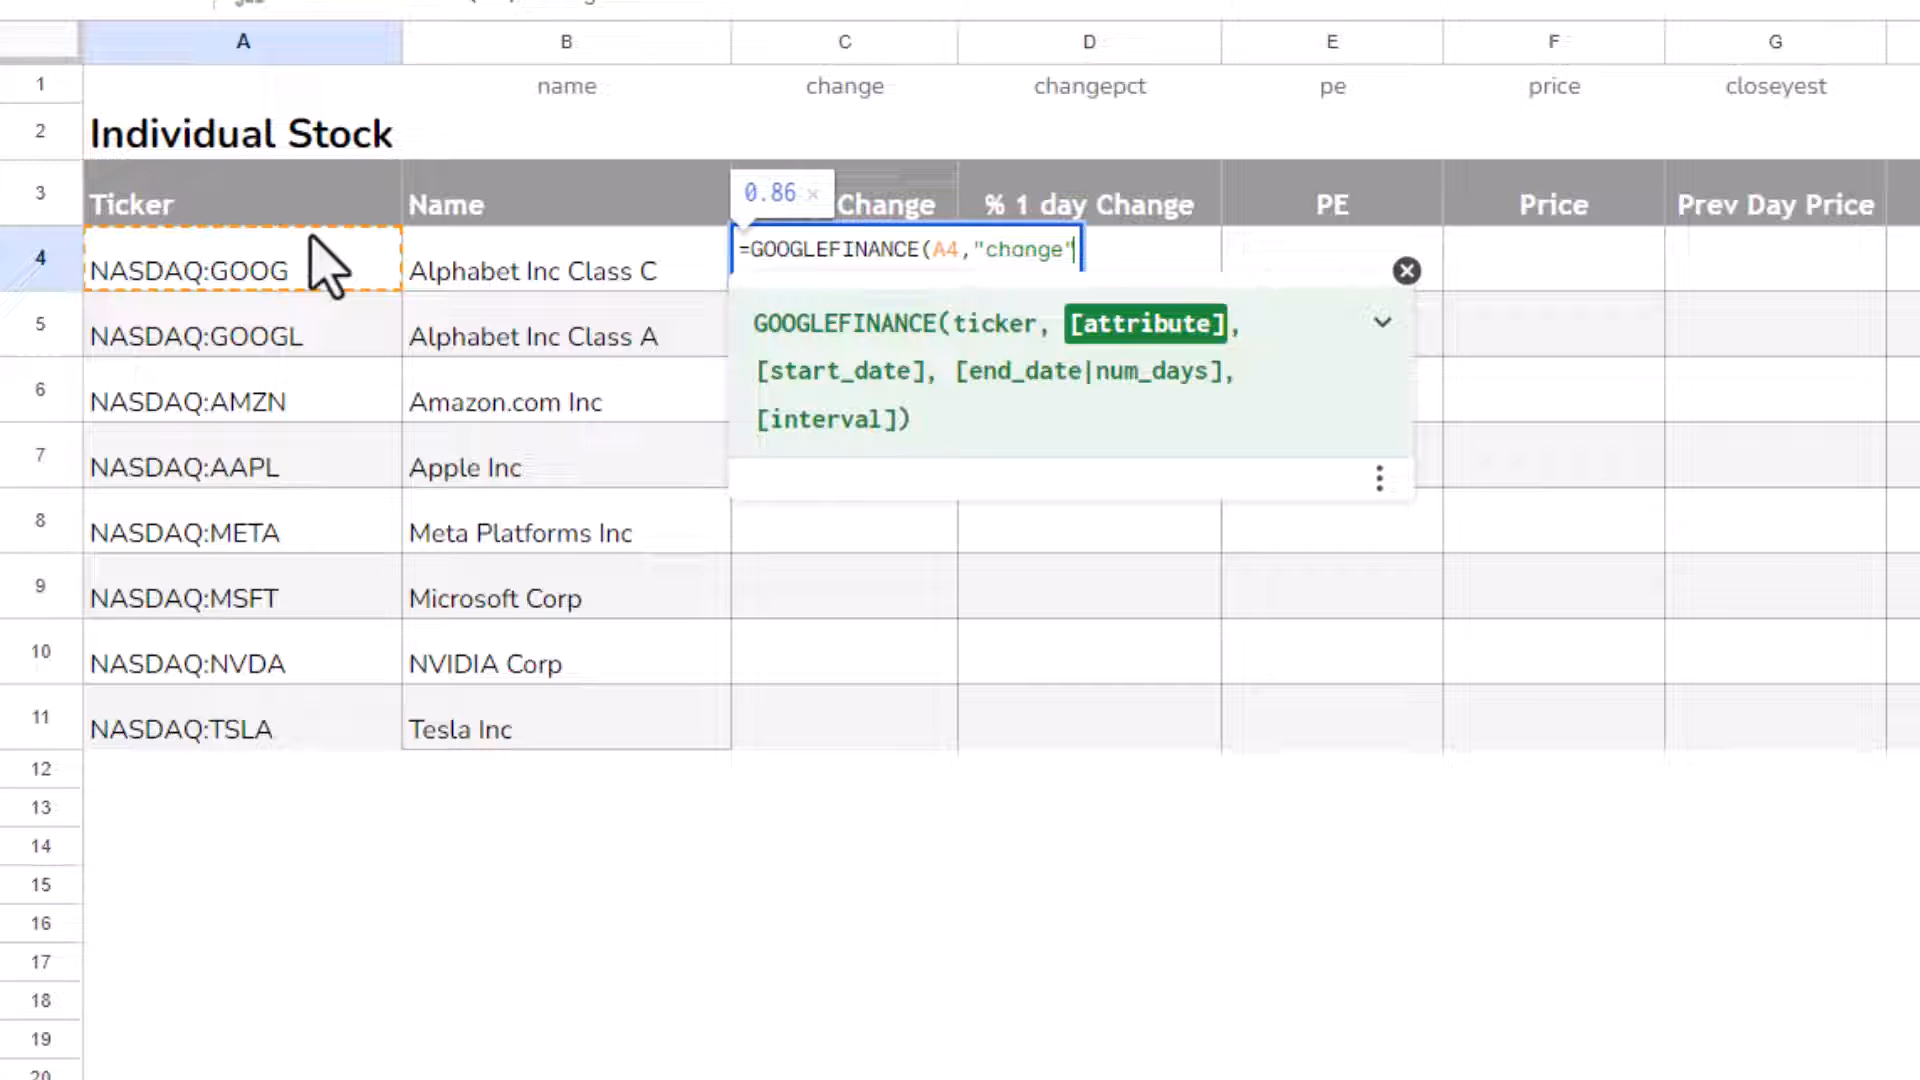 A B C D E F G
1 name change changepct pe price closeyest
2 Individual Stock
3 Ticker Name Change % 1 day Change PE Price Prev Day Price
0.86 ×
4 NASDAQ:GOOG Alphabet Inc Class C =GOOGLEFINANCE(A4,"change"
5 NASDAQ:GOOGL Alphabet Inc Class A
GOOGLEFINANCE(ticker, [attribute],
[start_date], [end_date|num_days],
[interval])
6 NASDAQ:AMZN Amazon.com Inc
7 NASDAQ:AAPL Apple Inc
8 NASDAQ:META Meta Platforms Inc
9 NASDAQ:MSFT Microsoft Corp
10 NASDAQ:NVDA NVIDIA Corp
11 NASDAQ:TSLA Tesla Inc
12
13
14
15
16
17
18
19
20